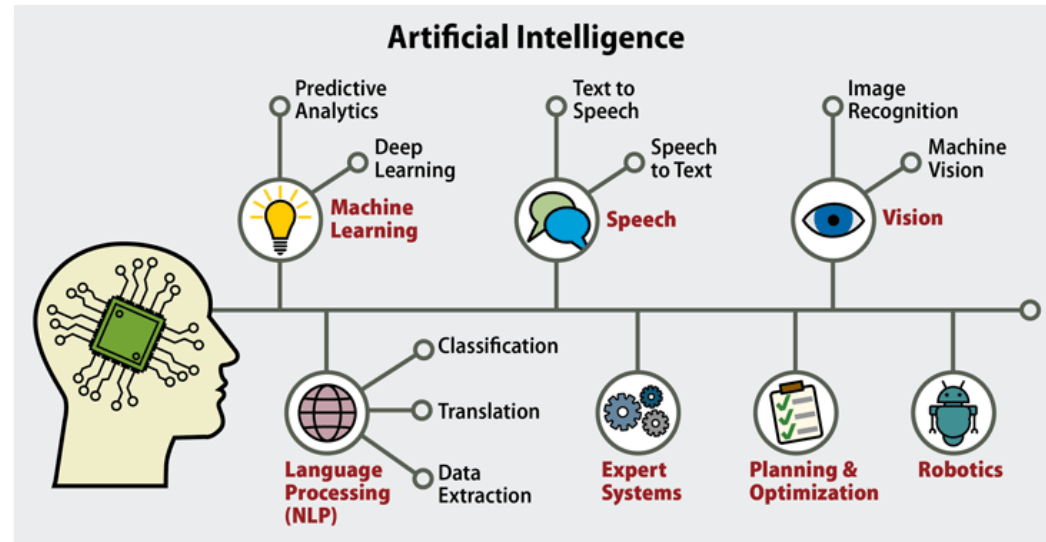 Artificial Intelligence
Predictive
Analytics
Deep
Learning
Machine
Learning
Text to
Speech
Speech
to Text
Speech
Image
Recognition
Machine
Vision
Vision
Classification
Translation
Data
Extraction
Language
Processing
(NLP)
Expert
Systems
Planning &
Optimization
Robotics